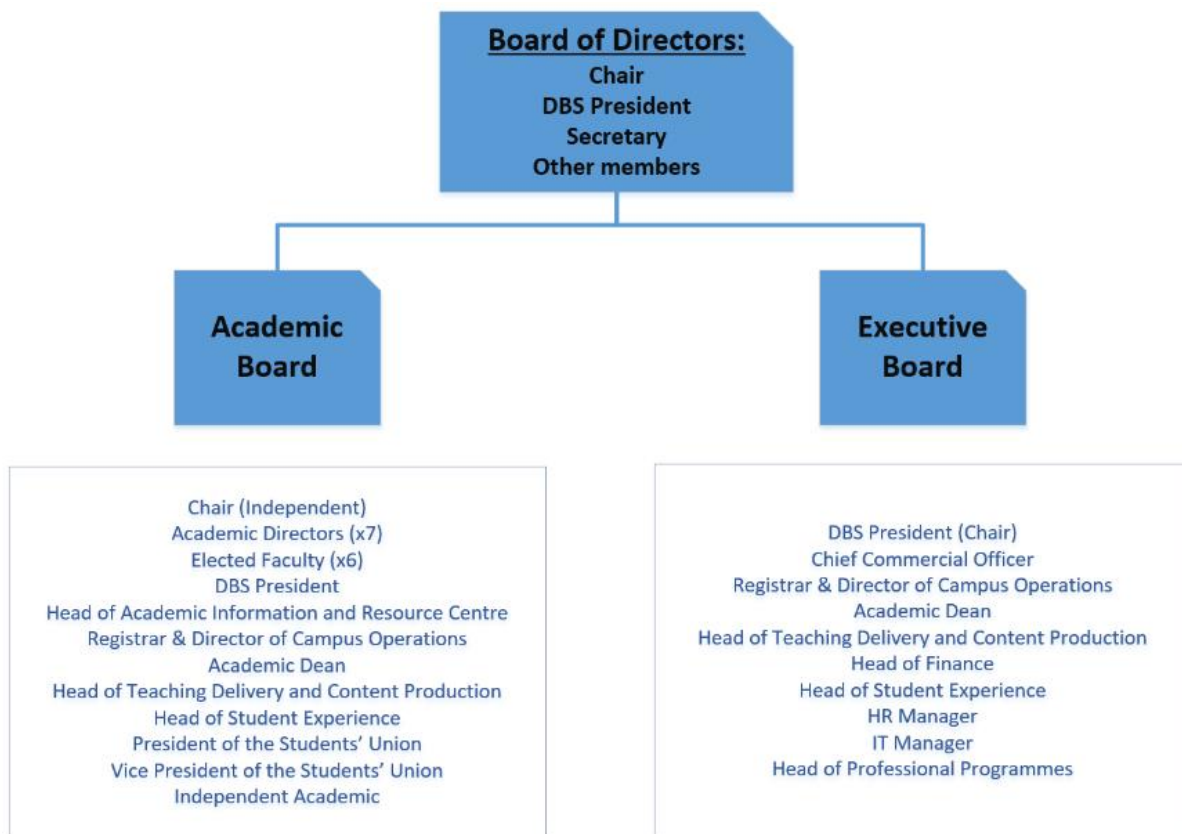 Board of Directors:
Chair
DBS President
Secretary
Other members
Academic
Board
Executive
Board
Chair (Independent)
Academic Directors (x7)
Elected Faculty (x6)
DBS President
Head of Academic Information and Resource Centre
Registrar & Director of Campus Operations
Academic Dean
Head of Teaching Delivery and Content Production
Head of Student Experience
President of the Students’ Union
Vice President of the Students’ Union
Independent Academic
DBS President (Chair)
Chief Commercial Officer
Registrar & Director of Campus Operations
Academic Dean
Head of Teaching Delivery and Content Production
Head of Finance
Head of Student Experience
HR Manager
IT Manager
Head of Professional Programmes